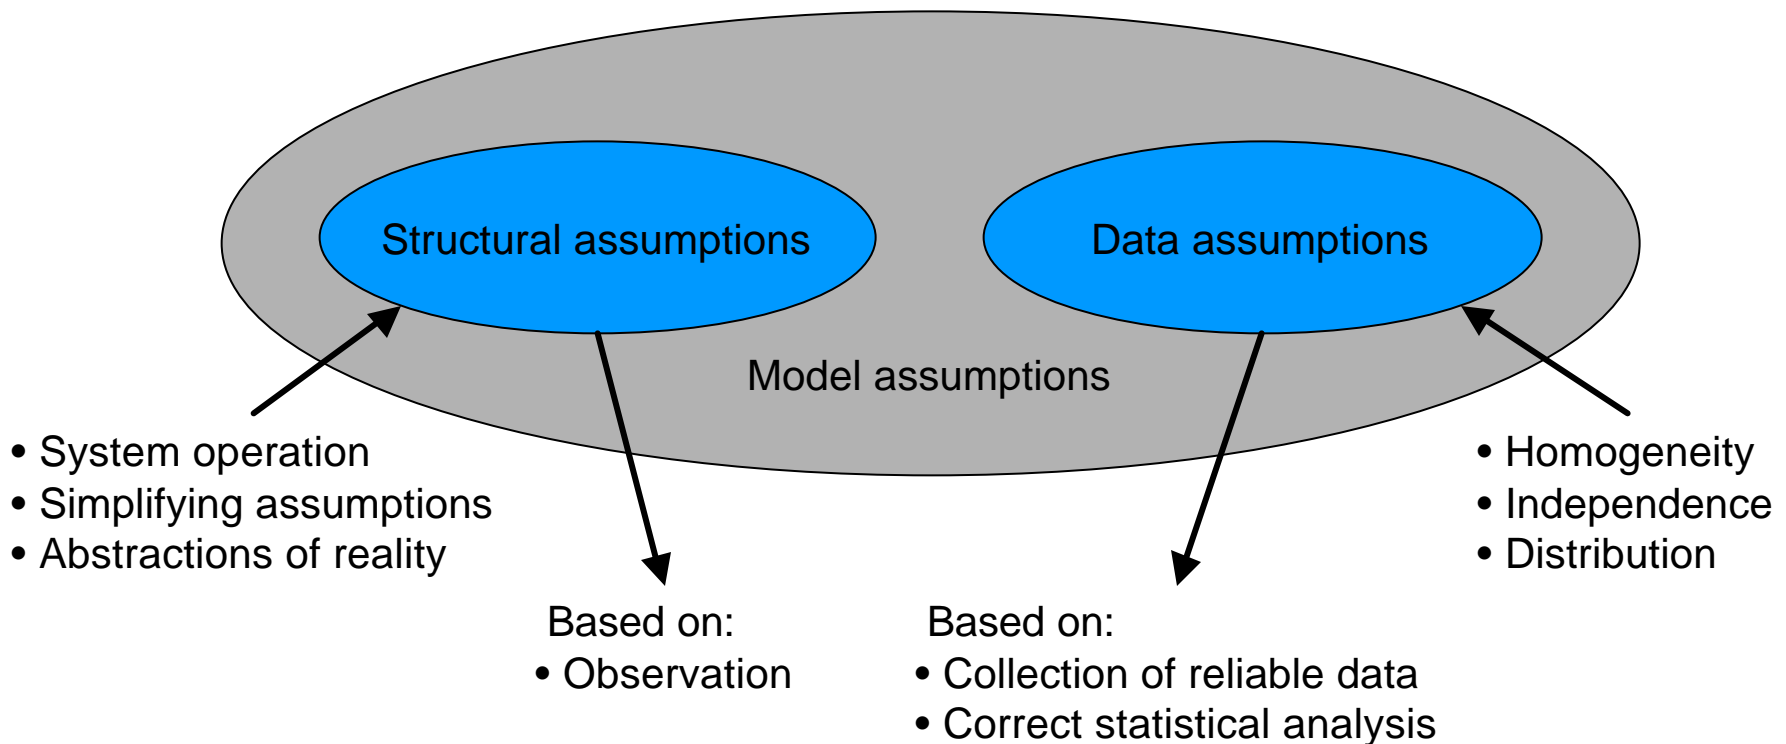 Structural assumptions
Data assumptions
Model assumptions
• System operation
• Simplifying assumptions
• Abstractions of reality
• Homogeneity
• Independence
• Distribution
Based on:
• Observation
Based on:
• Collection of reliable data
• Correct statistical analysis